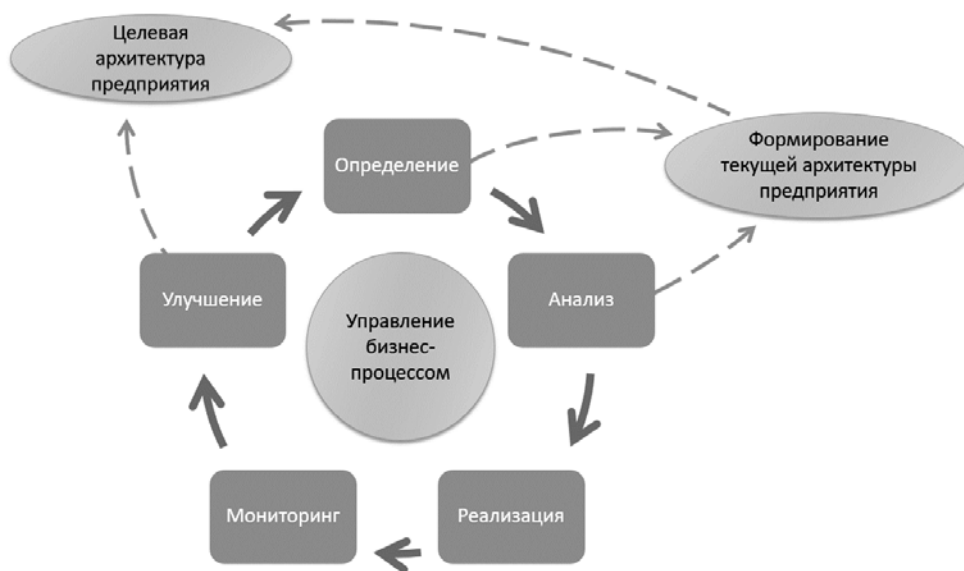 Целевая
архитектура
предприятия
Определение
Формирование
текущей архитектуры
предприятия
Улучшение
Управление
бизнес-
процессом
Анализ
Мониторинг
Реализация